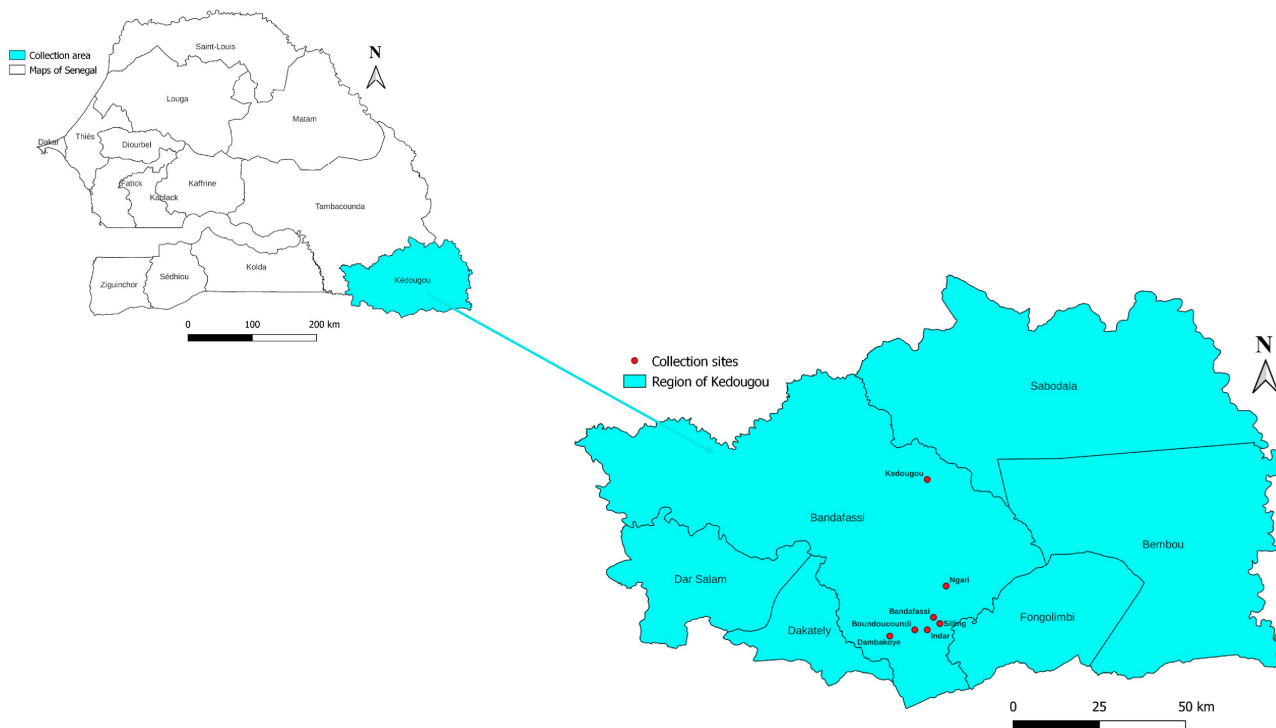 Collection area
Maps of Senegal
N
Saint-Louis
Louga
Matam
Dakar
Thiès
Diourbel
Fatick
Kaffrine
Kaolack
Tambacounda
Kolda
Sédhiou
Ziguinchor
Kédougou
0 100 200 km
Collection sites
Region of Kedougou
N
Sabodala
Kedougou
Bandafassi
Bembou
Dar Salam
Ngari
Bandafassi
Silling
Boundoucoundi
Indar
Dambakoye
Dakately
Fongolimbi
0 25 50 km